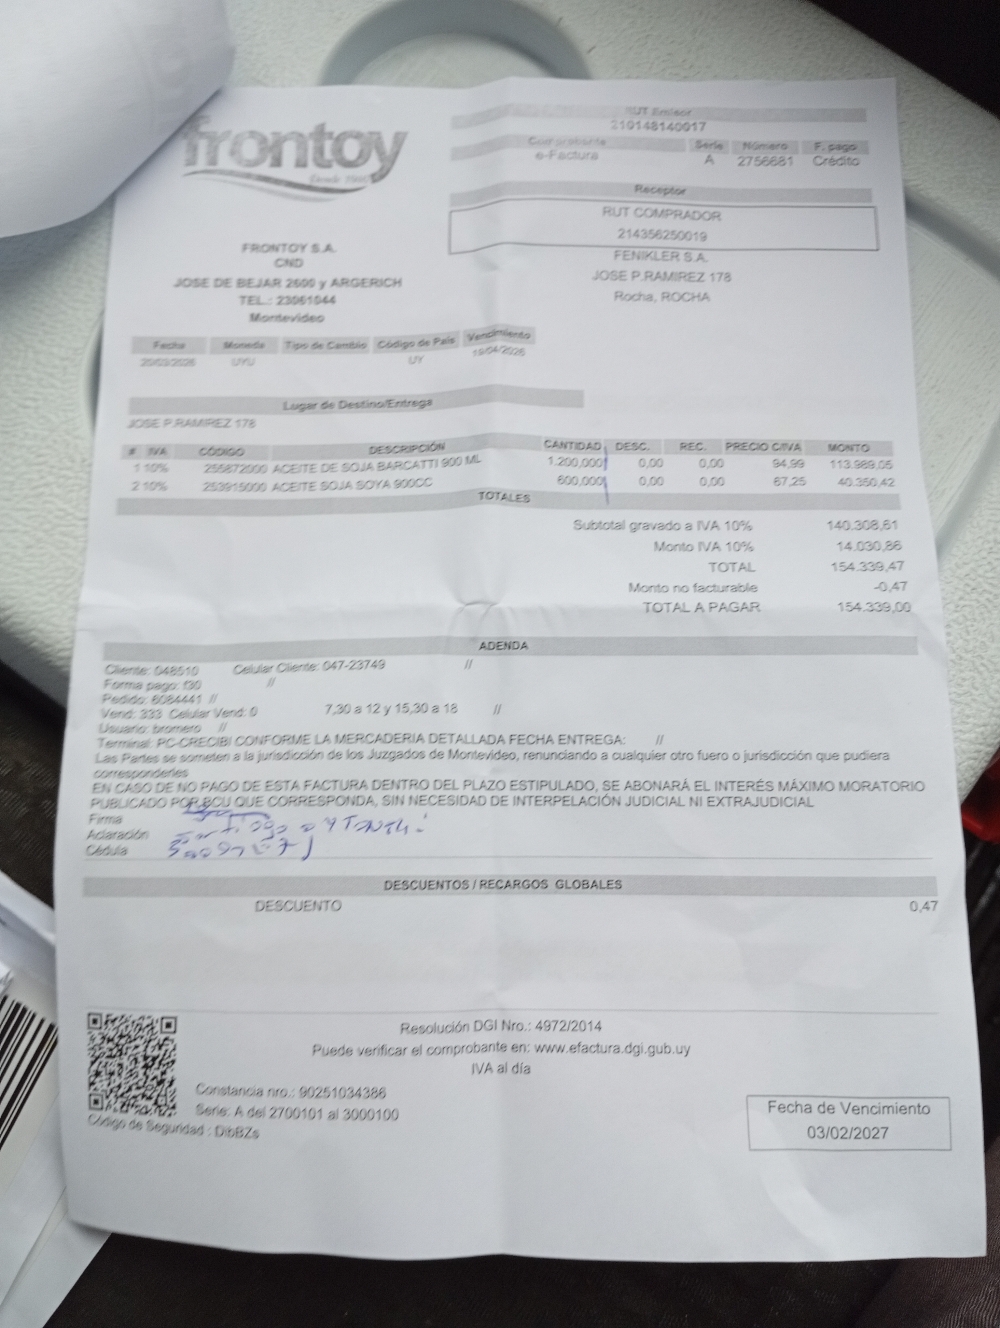 frontoy
Desde
RUT Emisor
210148140017
Comprobante Serie Número F. pago
e-Factura A 2756681 Crédito
Receptor
RUT COMPRADOR
214356250019
FENIKLER S.A.
JOSE P.RAMIREZ 178
Rocha, ROCHA
FRONTOY S.A.
CND
JOSE DE BEJAR 2600 y ARGERICH
TEL.: 23061044
Montevideo
Fecha Moneda Tipo de Cambio Código de País Vencimiento
20/03/2026 UYU UY 19/04/2026
Lugar de Destino/Entrega
JOSE P.RAMIREZ 178
# IVA CÓDIGO DESCRIPCIÓN CANTIDAD DESC. REC. PRECIO C/IVA MONTO
1 10% 255872000 ACEITE DE SOJA BARCATTI 900 ML 1.200,000 0,00 0,00 94,99 113.989,05
2 10% 253915000 ACEITE SOJA SOYA 900CC 600,000 0,00 0,00 67,25 40.350,42
TOTALES
Subtotal gravado a IVA 10% 140.308,61
Monto IVA 10% 14.030,86
TOTAL 154.339,47
Monto no facturable -0,47
TOTAL A PAGAR 154.339,00
ADENDA
Cliente: 048510 Celular Cliente: 047-23749 //
Forma pago: f30 //
Pedido: 6084441 //
Vend: 333 Celular Vend: 0 7,30 a 12 y 15,30 a 18 //
Usuario: bromero //
Terminal: PC-CRECIBI CONFORME LA MERCADERIA DETALLADA FECHA ENTREGA: //
Las Partes se someten a la jurisdicción de los Juzgados de Montevideo, renunciando a cualquier otro fuero o jurisdicción que pudiera
corresponderles
EN CASO DE NO PAGO DE ESTA FACTURA DENTRO DEL PLAZO ESTIPULADO, SE ABONARÁ EL INTERÉS MÁXIMO MORATORIO
PUBLICADO POR BCU QUE CORRESPONDA, SIN NECESIDAD DE INTERPELACIÓN JUDICIAL NI EXTRAJUDICIAL
Firma
Aclaración
Cédula
DESCUENTOS / RECARGOS GLOBALES
DESCUENTO 0,47
Resolución DGI Nro.: 4972/2014
Puede verificar el comprobante en: www.efactura.dgi.gub.uy
IVA al día
Constancia nro.: 90251034386
Serie: A del 2700101 al 3000100
Código de Seguridad : DibBZs
Fecha de Vencimiento
03/02/2027